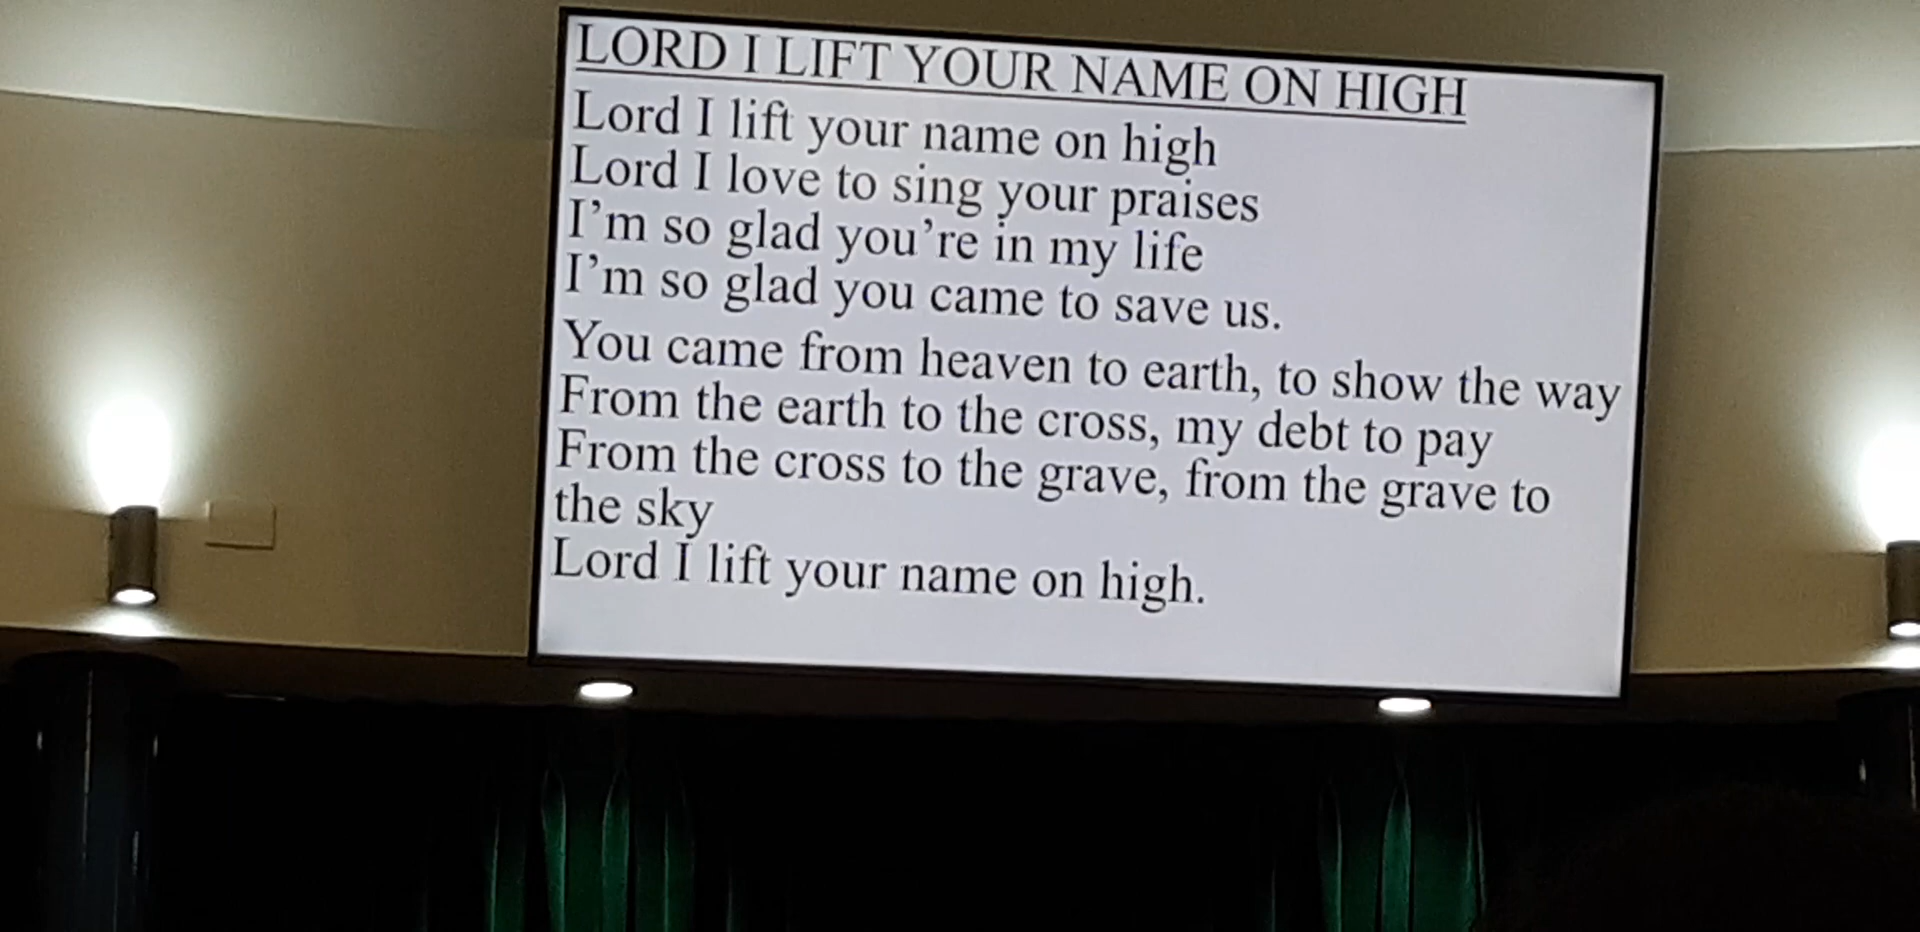 LORD I LIFT YOUR NAME ON HIGH
Lord I lift your name on high
Lord I love to sing your praises
I’m so glad you’re in my life
I’m so glad you came to save us.
You came from heaven to earth, to show the way
From the earth to the cross, my debt to pay
From the cross to the grave, from the grave to
the sky
Lord I lift your name on high.